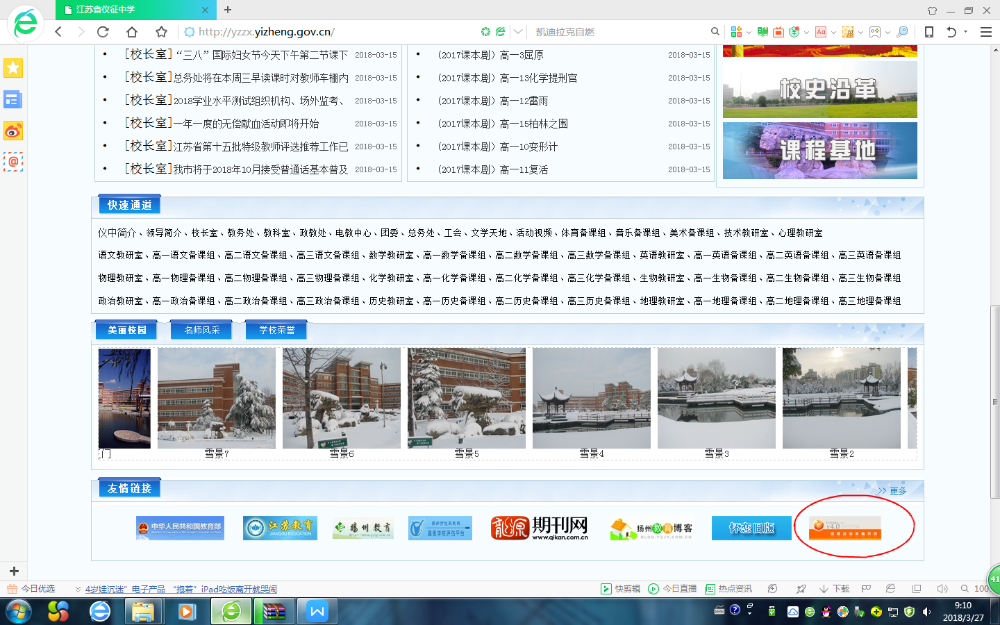 江苏省仪征中学
http://yzzx.yizheng.gov.cn/
凯迪拉克自燃
• [校长室]“三八”国际妇女节今天下午第二节课下 2018-03-15
• [校长室]总务处将在本周三早读课时对教师车棚内 2018-03-15
• [校长室]2018学业水平测试组织机构、场外监考、 2018-03-15
• [校长室]一年一度的无偿献血活动即将开始 2018-03-15
• [校长室]江苏省第十五批特级教师评选推荐工作已 2018-03-15
• [校长室]我市将于2018年10月接受普通话基本普及 2018-03-15
• (2017课本剧）高一3屈原 2018-03-15
• (2017课本剧）高一13化学提刑官 2018-03-15
• (2017课本剧）高一12雷雨 2018-03-15
• (2017课本剧）高一15柏林之围 2018-03-15
• (2017课本剧）高一10变形计 2018-03-15
• (2017课本剧）高一11复活 2018-03-15
校史沿革
课程基地
快速通道
仪中简介、领导简介、校长室、教务处、教科室、政教处、电教中心、团委、总务处、工会、文学天地、活动视频、体育备课组、音乐备课组、美术备课组、技术教研室、心理教研室
语文教研室、高一语文备课组、高二语文备课组、高三语文备课组、数学教研室、高一数学备课组、高二数学备课组、高三数学备课组、英语教研室、高一英语备课组、高二英语备课组、高三英语备课组
物理教研室、高一物理备课组、高二物理备课组、高三物理备课组、化学教研室、高一化学备课组、高二化学备课组、高三化学备课组、生物教研室、高一生物备课组、高二生物备课组、高三生物备课组
政治教研室、高一政治备课组、高二政治备课组、高三政治备课组、历史教研室、高一历史备课组、高二历史备课组、高三历史备课组、地理教研室、高一地理备课组、高二地理备课组、高三地理备课组
美丽校园 名师风采 学校荣誉
门 雪景7 雪景6 雪景5 雪景4 雪景3 雪景2
友情链接
>> 更多
中华人民共和国教育部
江苏教育
JIANGSU EDUCATION
扬州教育
星级学校评估平台
龙源期刊网
www.qikan.com.cn
扬州教育博客
BLOG.YZJY.COM.CN
怀恋旧版
v4.0
今日优选 4岁娃沉迷”电子产品 “抱着”iPad吃饭离开就哭闹
快剪辑 今日直播 热点资讯 下载 100
41
9:10
2018/3/27